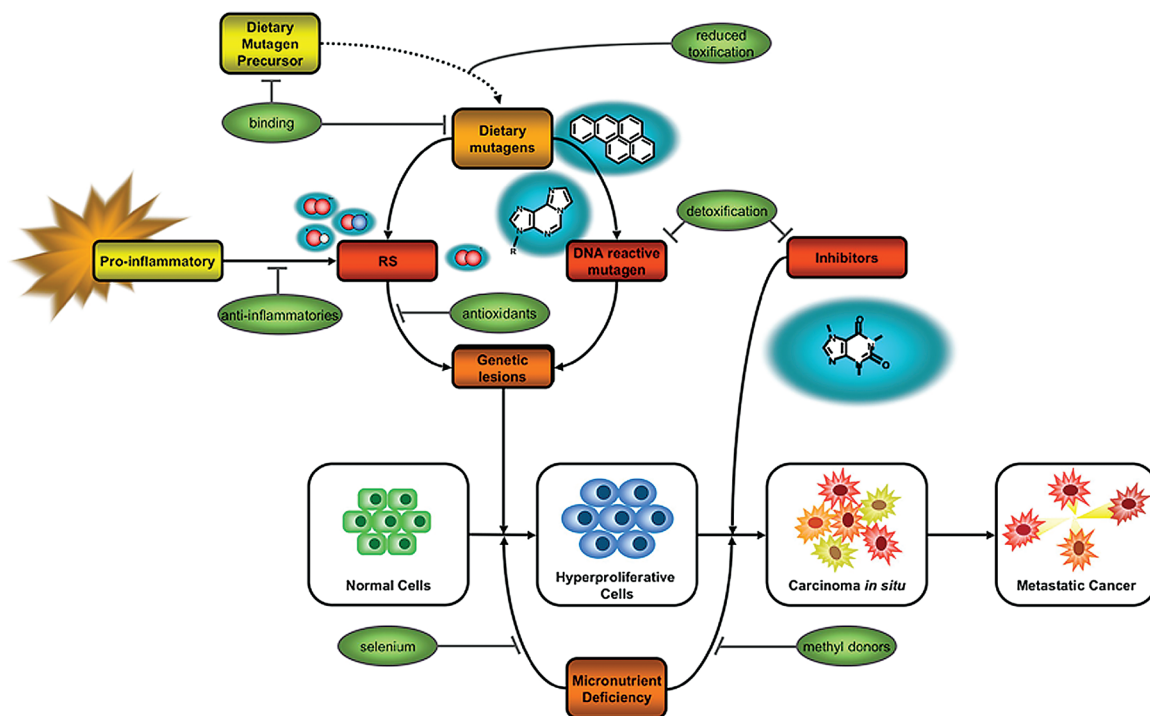 Dietary
Mutagen
Precursor
reduced
toxification
binding
Dietary
mutagens
detoxification
Pro-inflammatory
RS
DNA reactive
mutagen
Inhibitors
R
N
N
N
N
N
anti-inflammatories
antioxidants
Genetic
lesions
O
N
N
N
N
O
Normal Cells
Hyperproliferative
Cells
Carcinoma in situ
Metastatic Cancer
selenium
methyl donors
Micronutrient
Deficiency